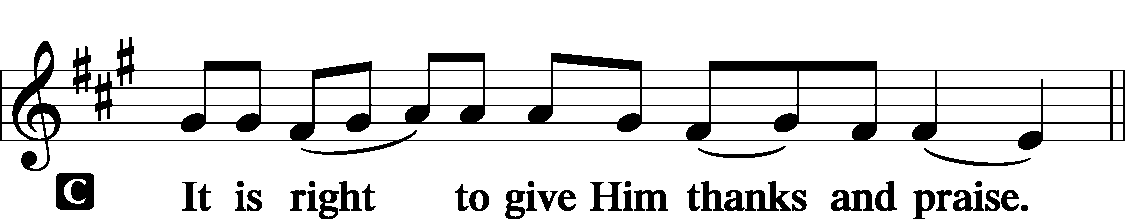 C It is right to give Him thanks and praise.